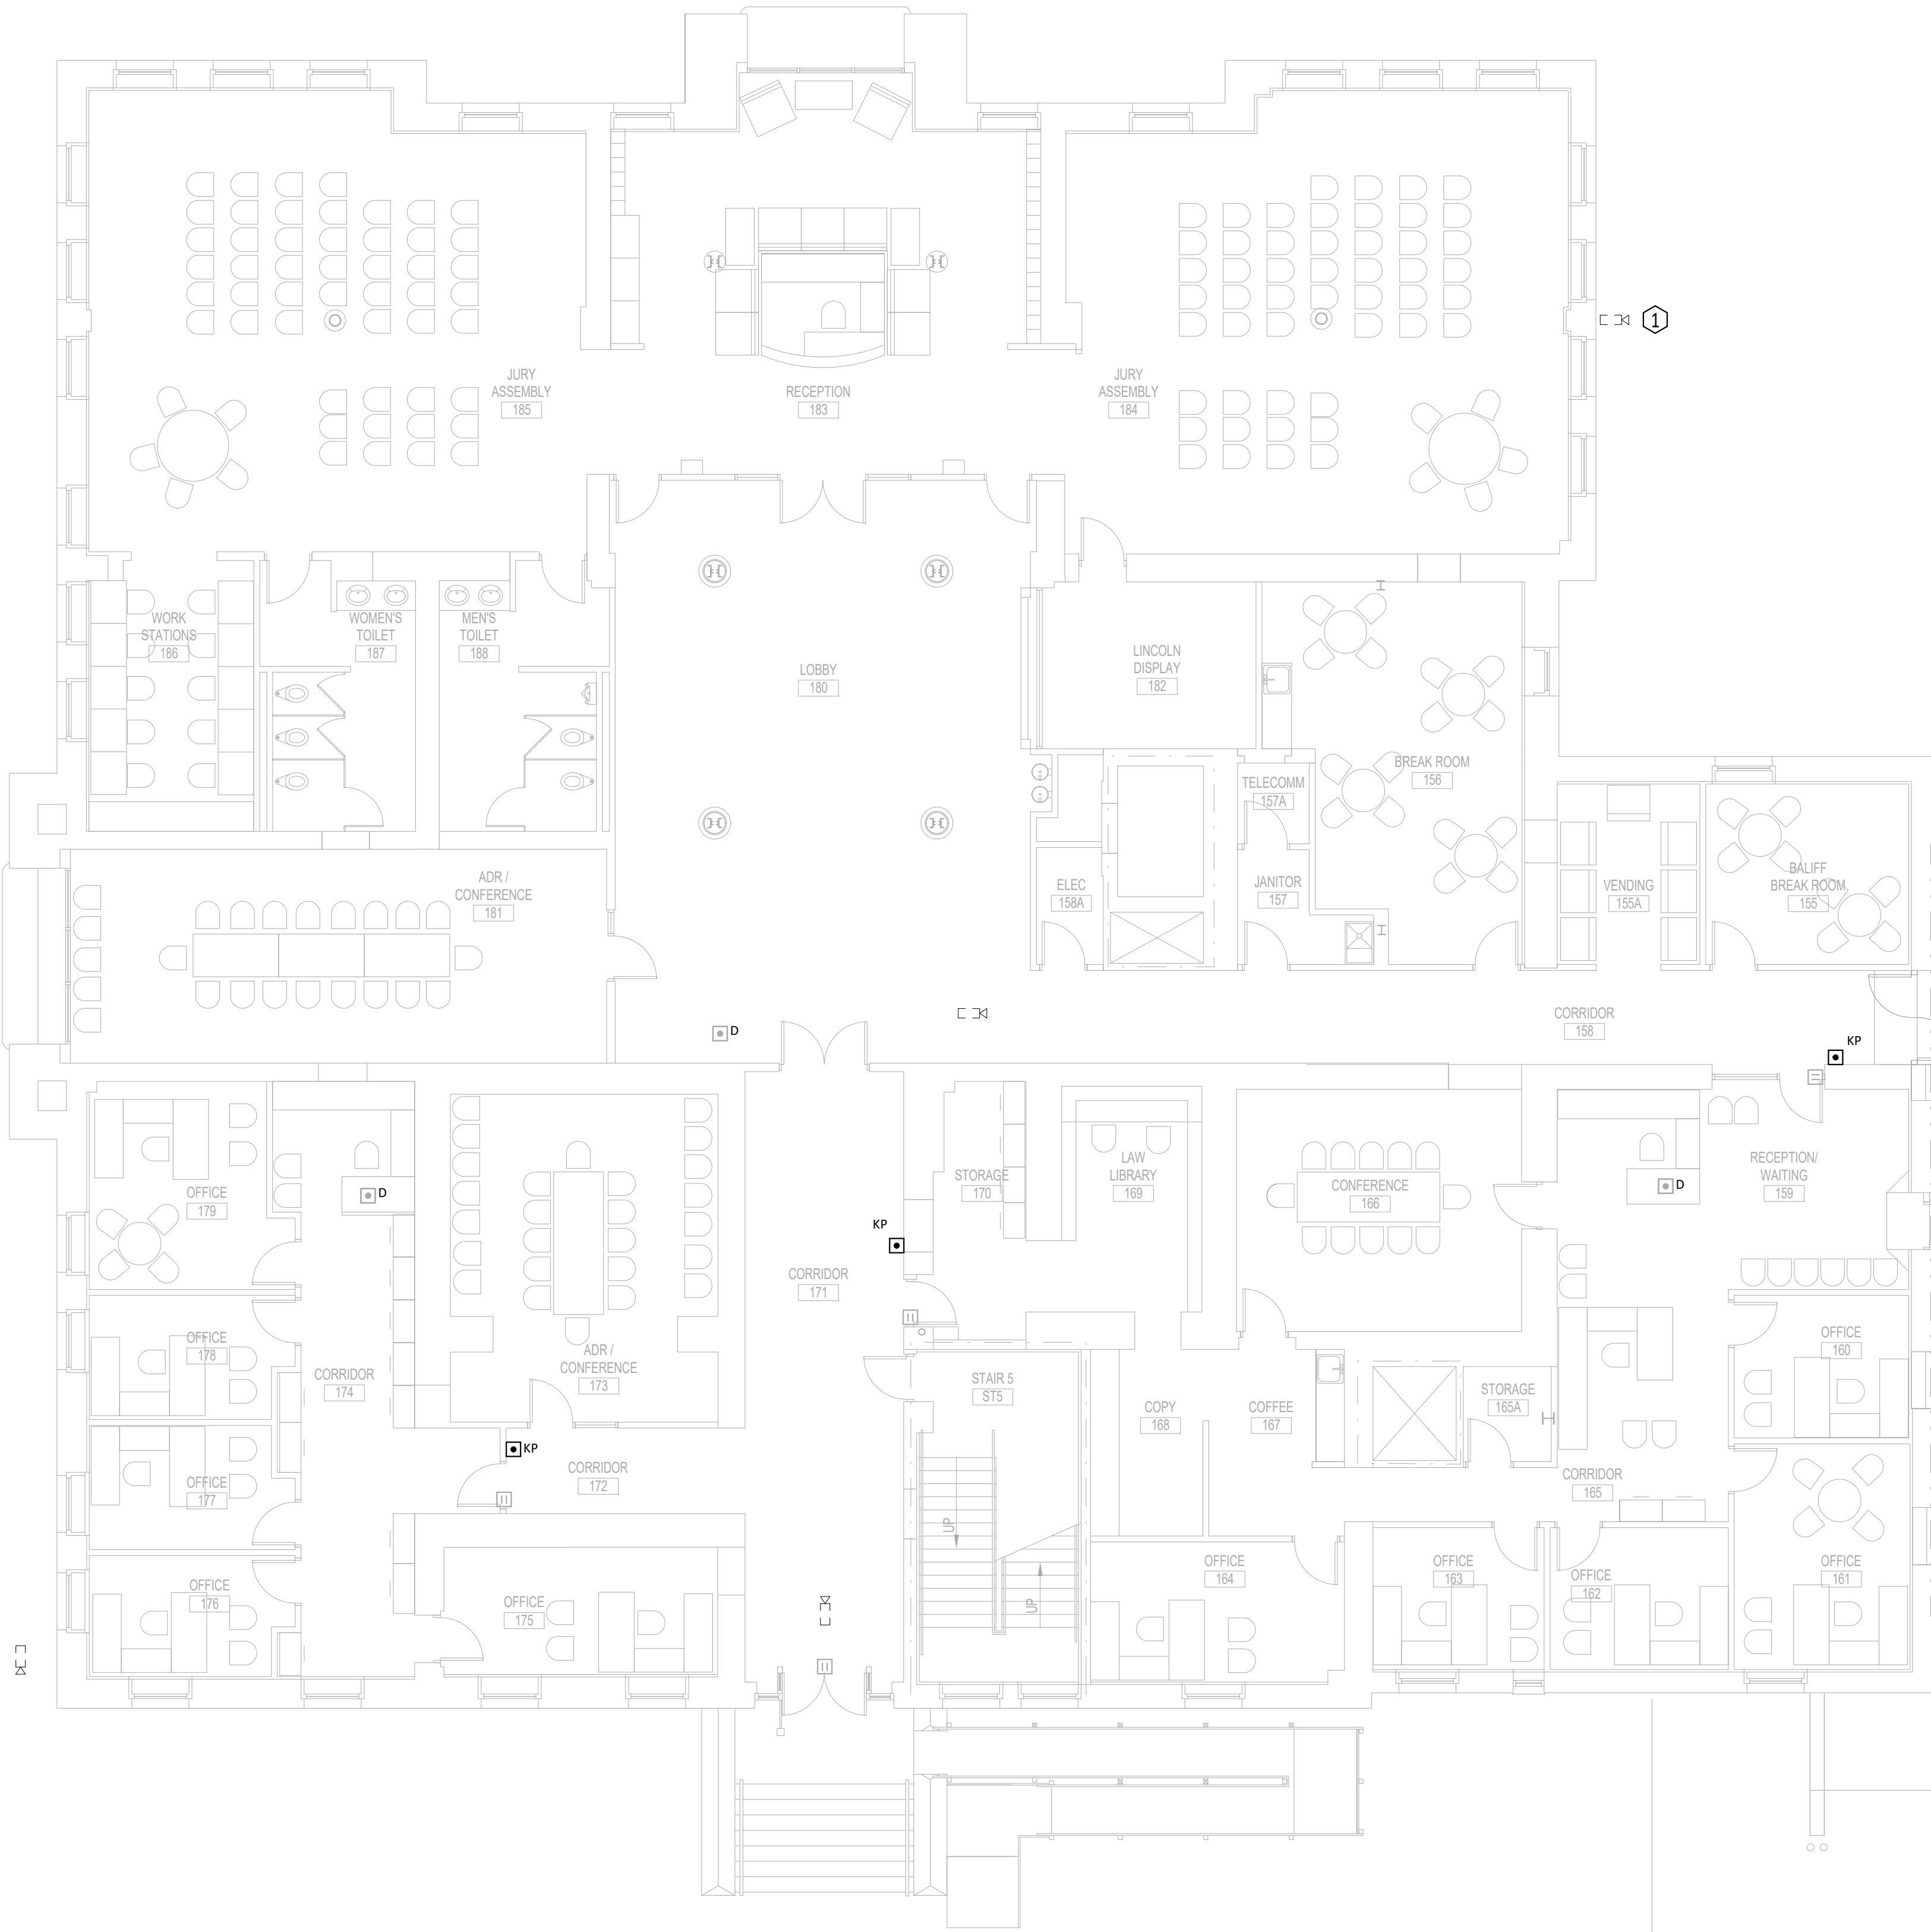 1
JURY
ASSEMBLY
185
RECEPTION
183
JURY
ASSEMBLY
184
WORK
STATIONS
186
WOMEN'S
TOILET
187
MEN'S
TOILET
188
LOBBY
180
LINCOLN
DISPLAY
182
BREAK ROOM
156
TELECOMM
157A
ADR /
CONFERENCE
181
ELEC
158A
JANITOR
157
VENDING
155A
BALIFF
BREAK ROOM
155
CORRIDOR
158
D
KP
OFFICE
179
D
STORAGE
170
LAW
LIBRARY
169
CONFERENCE
166
D
RECEPTION/
WAITING
159
KP
CORRIDOR
171
OFFICE
178
CORRIDOR
174
ADR /
CONFERENCE
173
STAIR 5
ST5
COPY
168
COFFEE
167
STORAGE
165A
OFFICE
160
KP
OFFICE
177
CORRIDOR
172
CORRIDOR
165
UP
UP
OFFICE
176
OFFICE
175
OFFICE
164
OFFICE
163
OFFICE
162
OFFICE
161